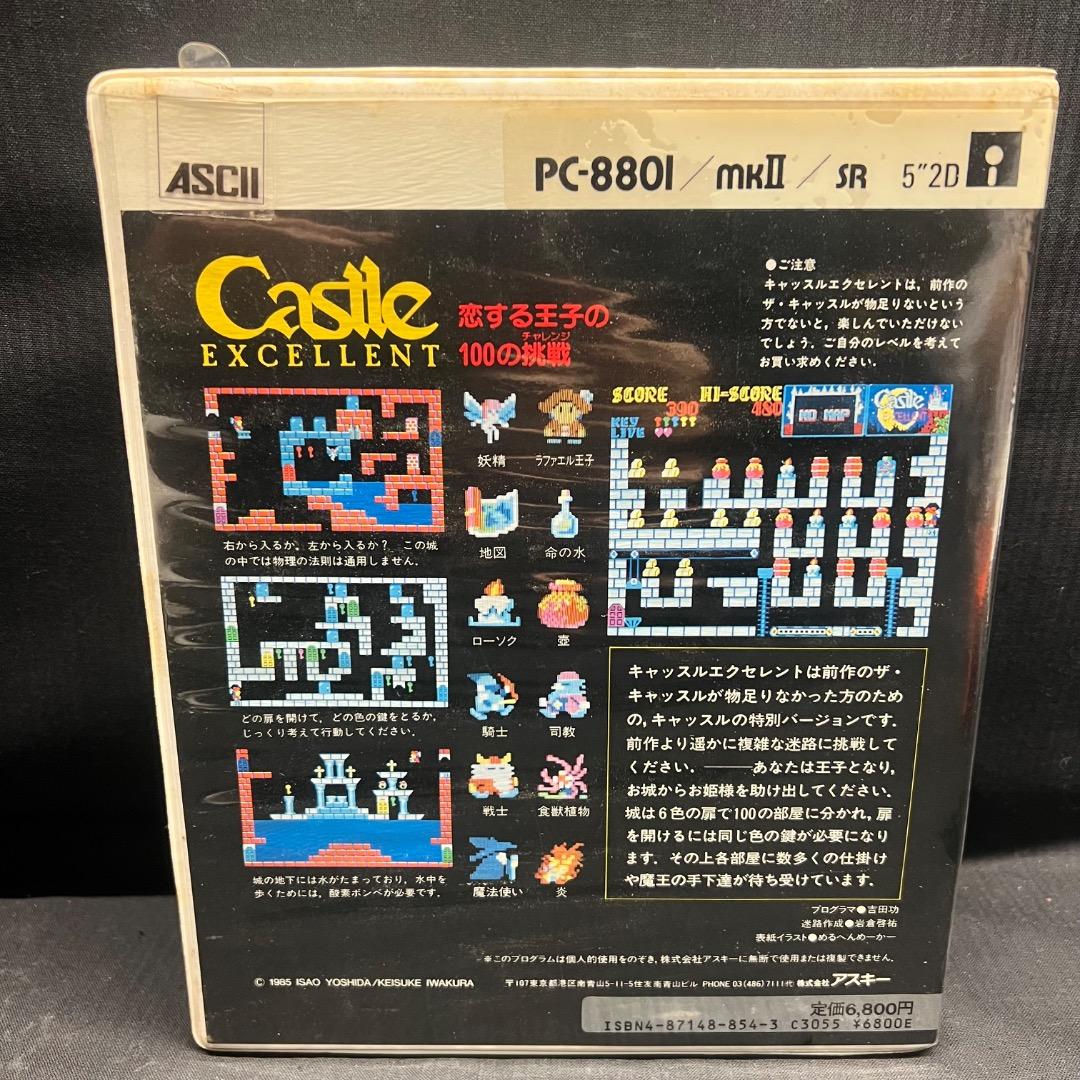 ASCII
PC-8801／mkII／SR 5"2D
Castle
EXCELLENT
恋する王子の
チャレンジ
100の挑戦
●ご注意
キャッスルエクセレントは，前作の
ザ・キャッスルが物足りないという
方でないと，楽しんでいただけない
でしょう．ご自分のレベルを考えて
お買い求めください．
右から入るか，左から入るか？ この城
の中では物理の法則は通用しません．
どの扉を開けて，どの色の鍵をとるか，
じっくり考えて行動してください．
城の地下には水がたまっており，水中を
歩くためには，酸素ボンベが必要です．
妖精
ラファエル王子
地図
命の水
ローソク
壺
騎士
司教
戦士
食獣植物
魔法使い
炎
SCORE HI-SCORE
390 480
KEY
LIVE
NO MAP
Castle
EXCELLENT
キャッスルエクセレントは前作のザ・
キャッスルが物足りなかった方のため
の，キャッスルの特別バージョンです．
前作より遥かに複雑な迷路に挑戦して
ください．――あなたは王子となり，
お城からお姫様を助け出してください．
城は6色の扉で100の部屋に分かれ，扉
を開けるには同じ色の鍵が必要になり
ます．その上各部屋に数多くの仕掛け
や魔王の手下達が待ち受けています．
プログラマ●吉田功
迷路作成●岩倉啓祐
表紙イラスト●めるへんめーかー
※このプログラムは個人的使用をのぞき，株式会社アスキーに無断で使用または複製できません．
© 1985 ISAO YOSHIDA/KEISUKE IWAKURA 〒107東京都港区南青山5-11-5住友南青山ビル PHONE 03(486)7111代 株式会社アスキー
定価6,800円
ISBN4-87148-854-3 C3055 ¥6800E